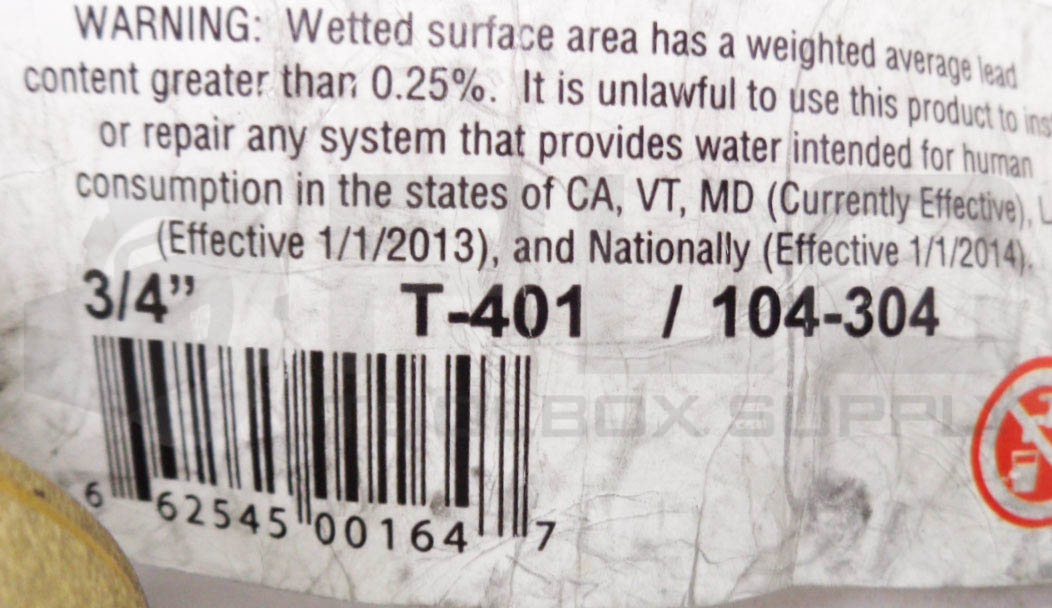 WARNING: Wetted surface area has a weighted average lead
content greater than 0.25%. It is unlawful to use this product to inst
or repair any system that provides water intended for human
consumption in the states of CA, VT, MD (Currently Effective), L
(Effective 1/1/2013), and Nationally (Effective 1/1/2014).
3/4” T-401 / 104-304
TOOLBOX SUPPLY
6 62545 00164 7